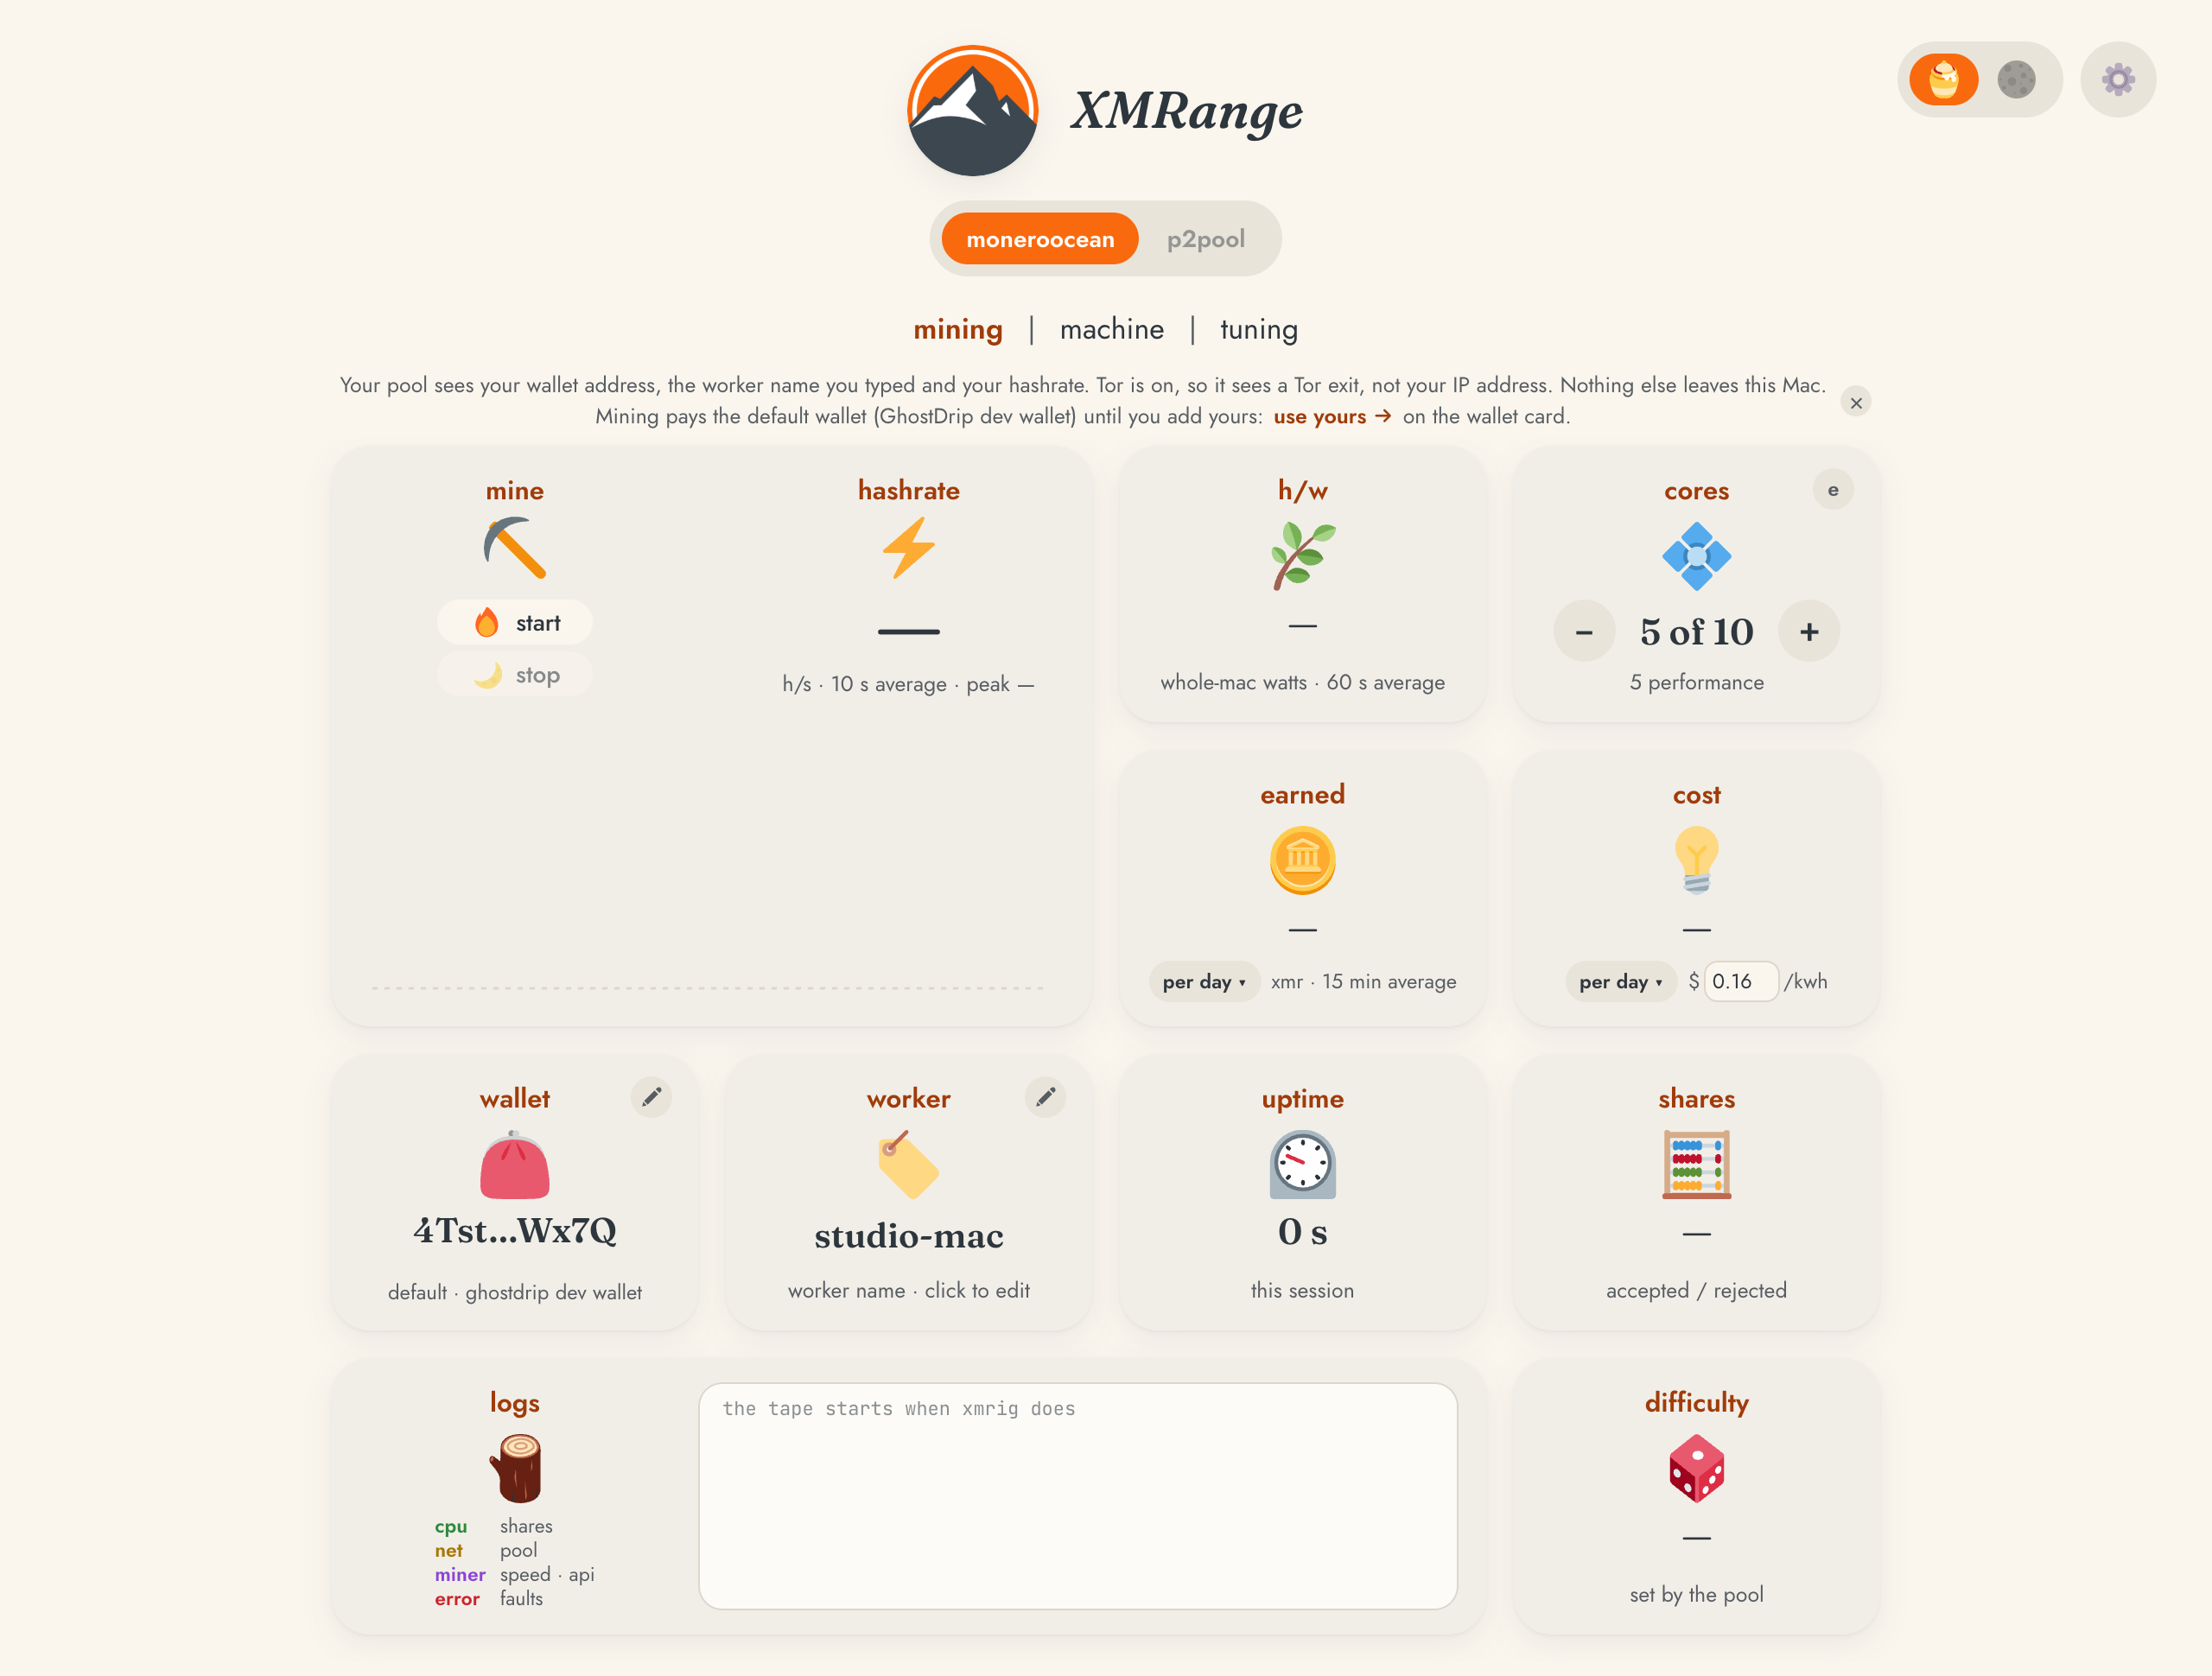 XMRange
moneroocean
p2pool
mining | machine | tuning
Your pool sees your wallet address, the worker name you typed and your hashrate. Tor is on, so it sees a Tor exit, not your IP address. Nothing else leaves this Mac.
Mining pays the default wallet (GhostDrip dev wallet) until you add yours: use yours → on the wallet card.
mine
start
stop
hashrate
—
h/s · 10 s average · peak —
h/w
—
whole-mac watts · 60 s average
cores
e
− 5 of 10 +
5 performance
earned
—
per day ▾ xmr · 15 min average
cost
—
per day ▾ $ 0.16 /kwh
wallet
4Tst...Wx7Q
default · ghostdrip dev wallet
worker
studio-mac
worker name · click to edit
uptime
0 s
this session
shares
—
accepted / rejected
logs
cpu shares
net pool
miner speed · api
error faults
the tape starts when xmrig does
difficulty
—
set by the pool